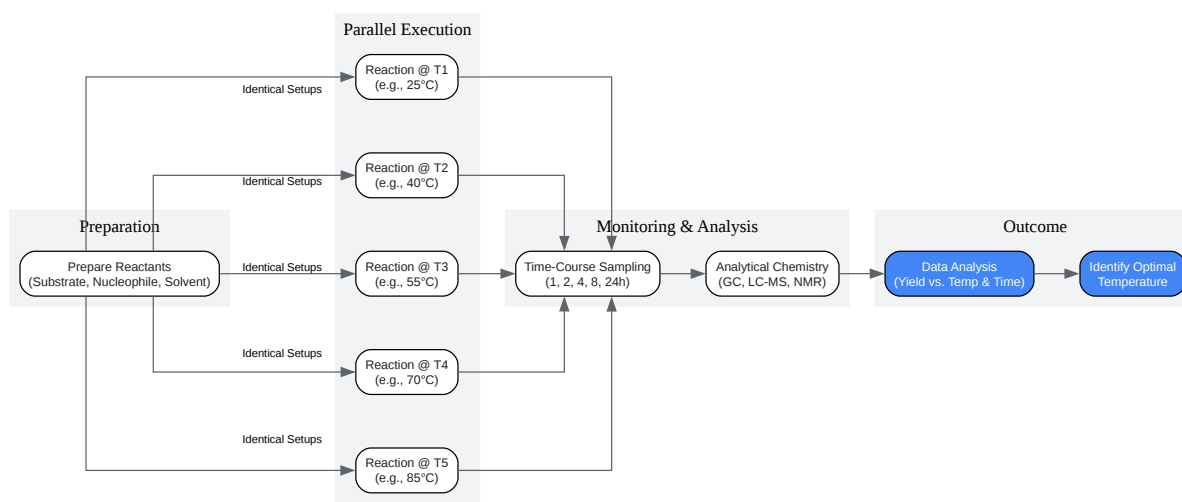 Parallel Execution
Reaction @ T1
(e.g., 25°C)
Identical Setups
Reaction @ T2
(e.g., 40°C)
Identical Setups
Preparation
Prepare Reactants
(Substrate, Nucleophile, Solvent)
Identical Setups
Reaction @ T3
(e.g., 55°C)
Monitoring & Analysis
Time-Course Sampling
(1, 2, 4, 8, 24h)
Analytical Chemistry
(GC, LC-MS, NMR)
Outcome
Data Analysis
(Yield vs. Temp & Time)
Identify Optimal
Temperature
Identical Setups
Reaction @ T4
(e.g., 70°C)
Identical Setups
Reaction @ T5
(e.g., 85°C)